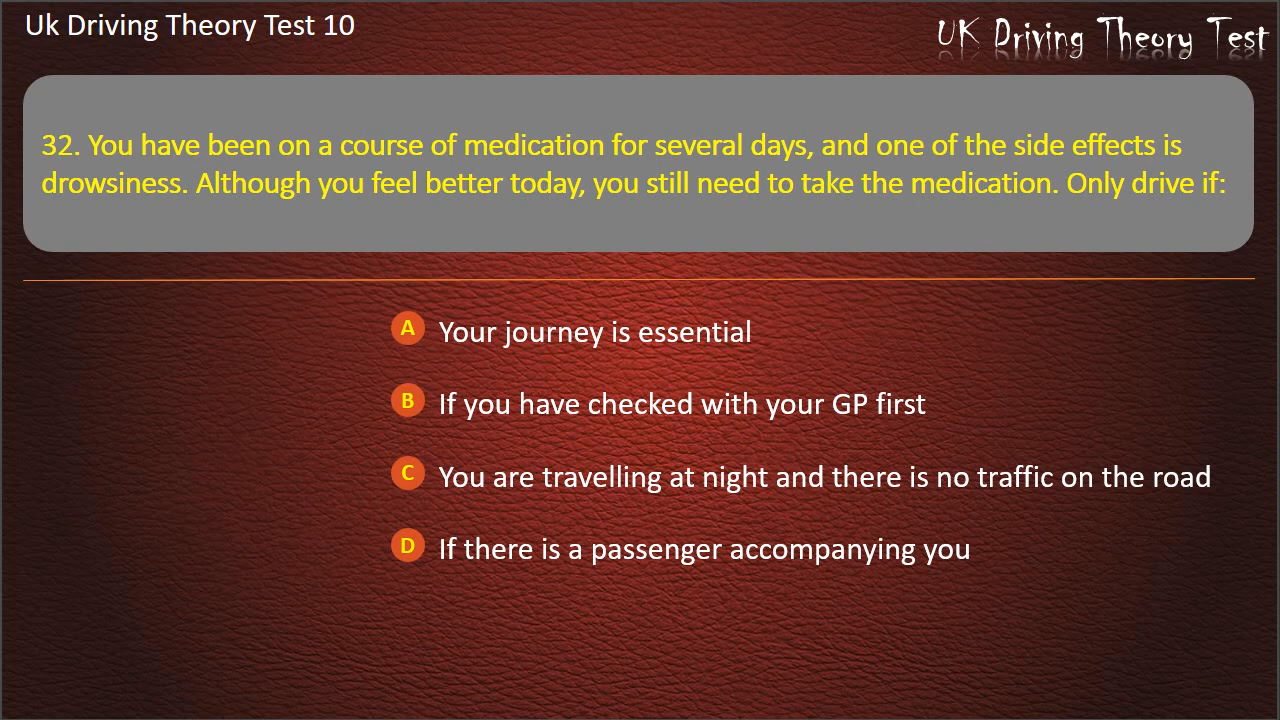 Uk Driving Theory Test 10
UK Driving Theory Test
32. You have been on a course of medication for several days, and one of the side effects is
drowsiness. Although you feel better today, you still need to take the medication. Only drive if:
A Your journey is essential
B If you have checked with your GP first
C You are travelling at night and there is no traffic on the road
D If there is a passenger accompanying you